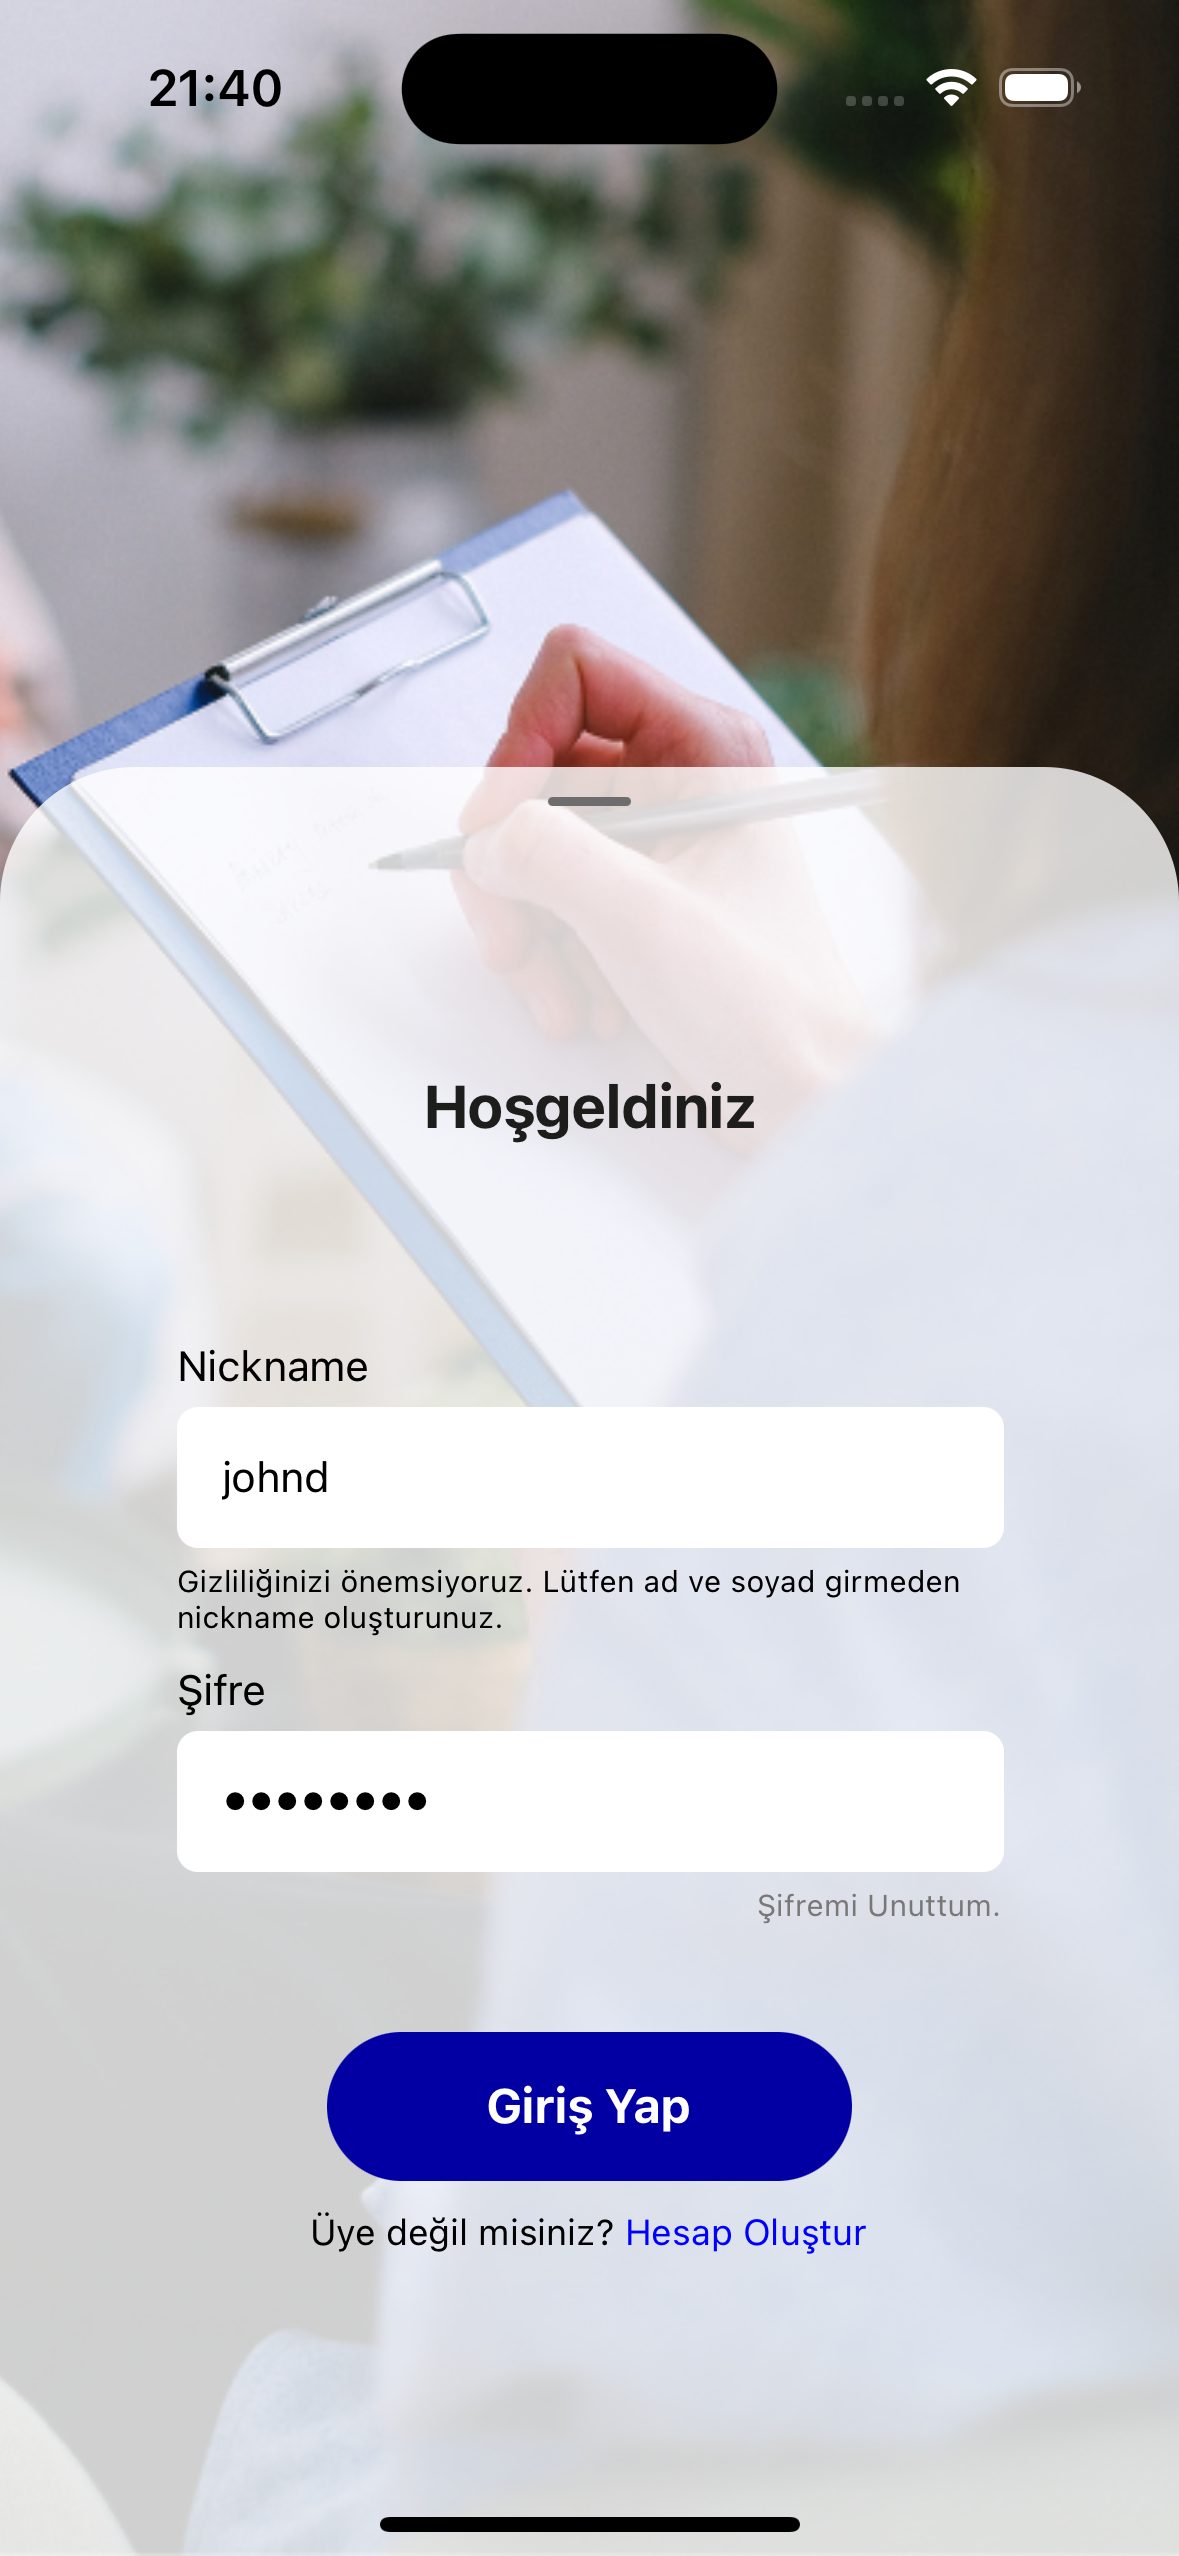 21:40
Hoşgeldiniz
Nickname
johnd
Gizliliğinizi önemsiyoruz. Lütfen ad ve soyad girmeden
nickname oluşturunuz.
Şifre
••••••••
Şifremi Unuttum.
Giriş Yap
Üye değil misiniz? Hesap Oluştur